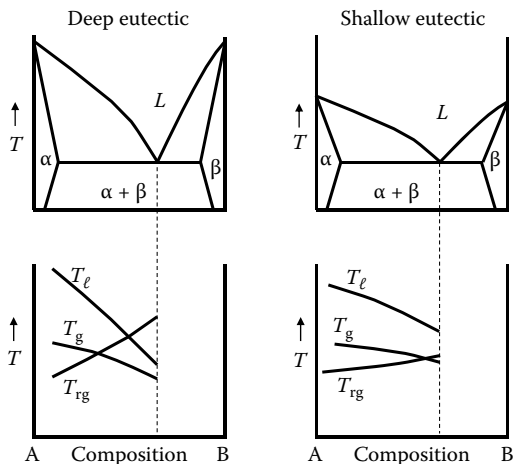 Deep eutectic
L
↑
T
α
β
α + β
Shallow eutectic
L
↑
T
α
β
α + β
Tℓ
Tg
↑
T
Trg
A Composition B
Tℓ
Tg
↑
T
Trg
A Composition B